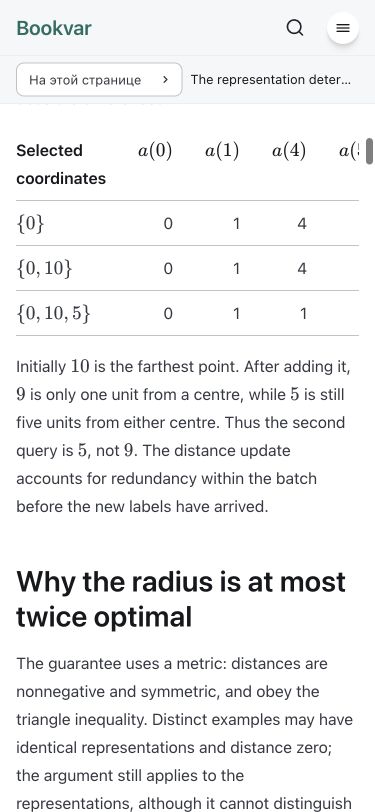 Bookvar
На этой странице
The representation deter...
Selected a(0) a(1) a(4)
coordinates
{0} 0 1 4
{0, 10} 0 1 4
{0, 10, 5} 0 1 1
Initially 10 is the farthest point. After adding it,
9 is only one unit from a centre, while 5 is still
five units from either centre. Thus the second
query is 5, not 9. The distance update
accounts for redundancy within the batch
before the new labels have arrived.
Why the radius is at most
twice optimal
The guarantee uses a metric: distances are
nonnegative and symmetric, and obey the
triangle inequality. Distinct examples may have
identical representations and distance zero;
the argument still applies to the
representations, although it cannot distinguish